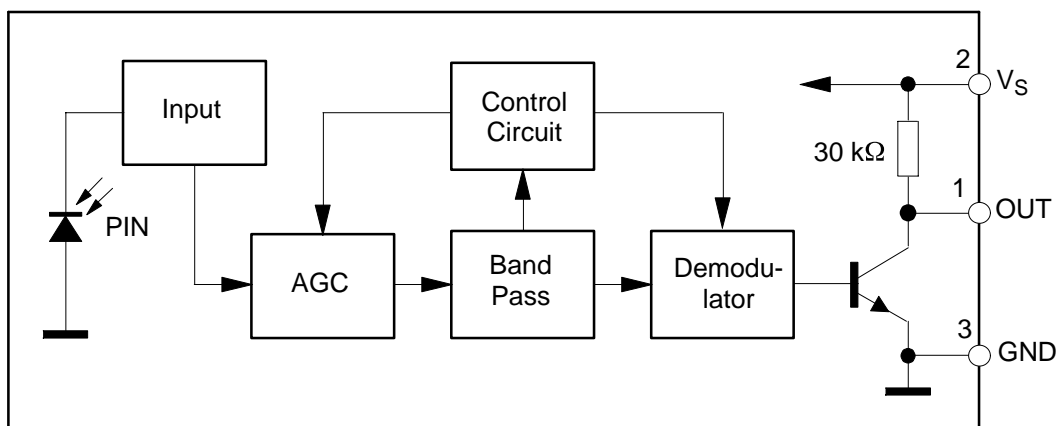 Input
Control
Circuit
2
V_S
30 kΩ
1
OUT
PIN
AGC
Band
Pass
Demodu-
lator
3
GND